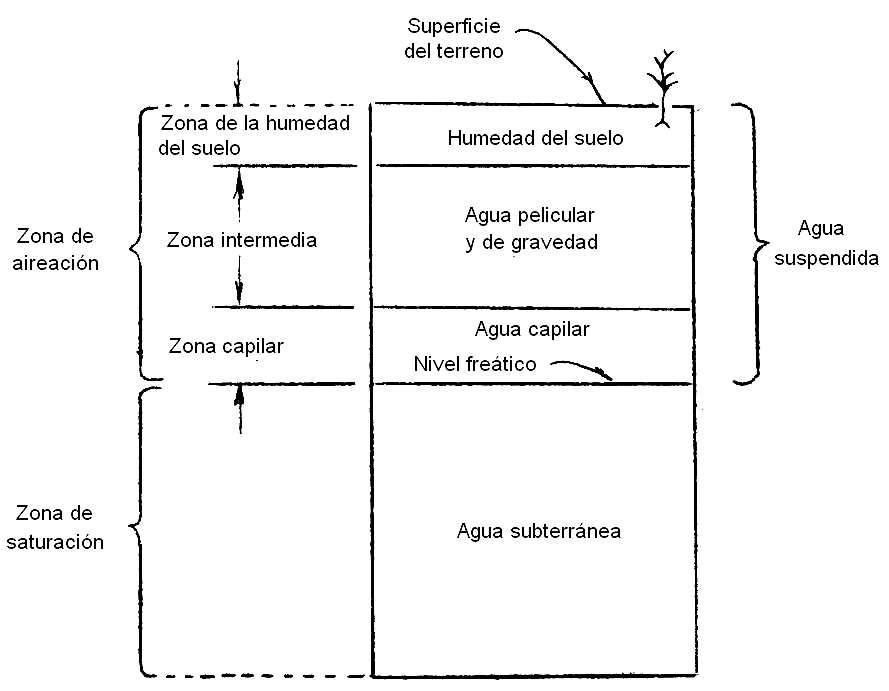 Superficie
del terreno
Zona de la humedad
del suelo
Humedad del suelo
Zona de
aireación
Zona intermedia
Agua pelicular
y de gravedad
Agua
suspendida
Zona capilar
Agua capilar
Nivel freático
Zona de
saturación
Agua subterránea